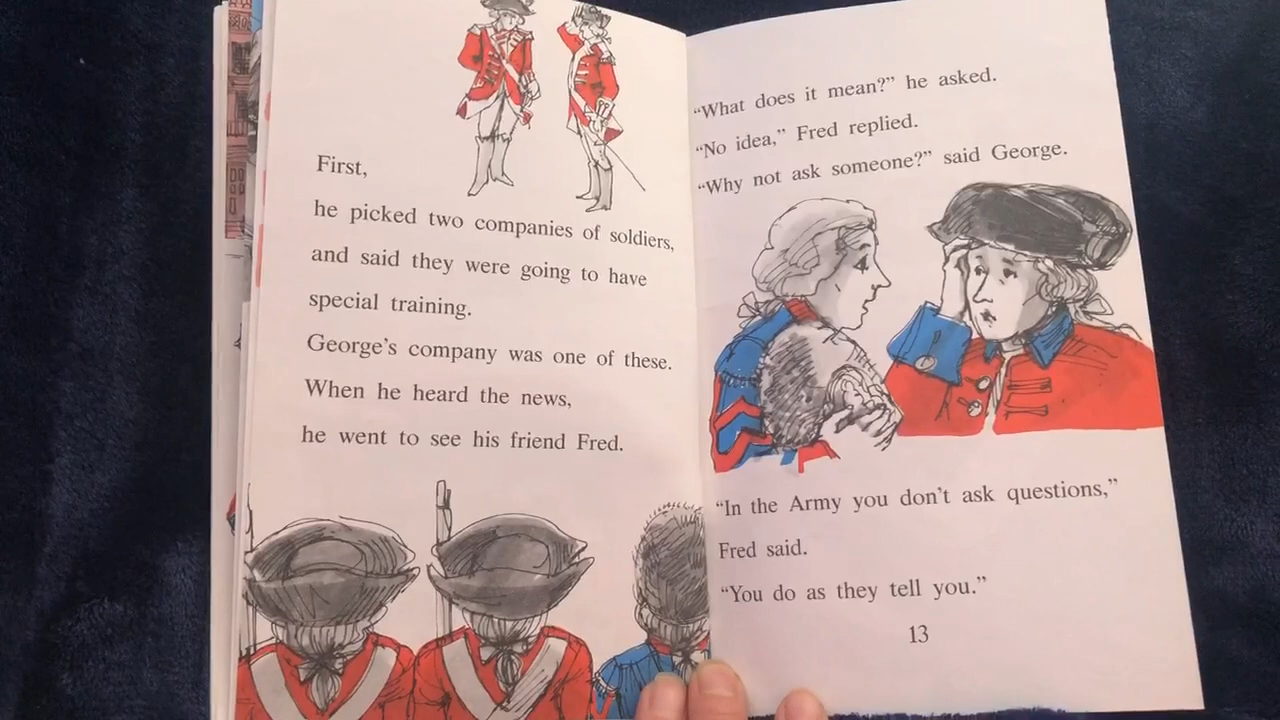 First,
he picked two companies of soldiers,
and said they were going to have
special training.
George’s company was one of these.
When he heard the news,
he went to see his friend Fred.
“What does it mean?” he asked.
“No idea,” Fred replied.
“Why not ask someone?” said George.
“In the Army you don’t ask questions,”
Fred said.
“You do as they tell you.”
13